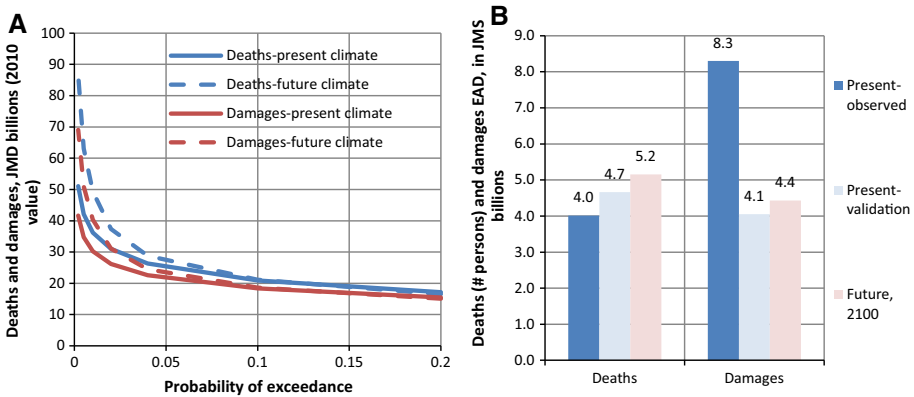 A
Deaths and damages, JMD billions (2010
value)
100
90
80
70
60
50
40
30
20
10
0
0
0.05
0.1
0.15
0.2
Probability of exceedance
Deaths-present climate
Deaths-future climate
Damages-present climate
Damages-future climate
B
Deaths (# persons) and damages EAD, in JMS
billions
9.0
8.0
7.0
6.0
5.0
4.0
3.0
2.0
1.0
0.0
4.0
4.7
5.2
8.3
4.1
4.4
Deaths
Damages
Present-
observed
Present-
validation
Future,
2100